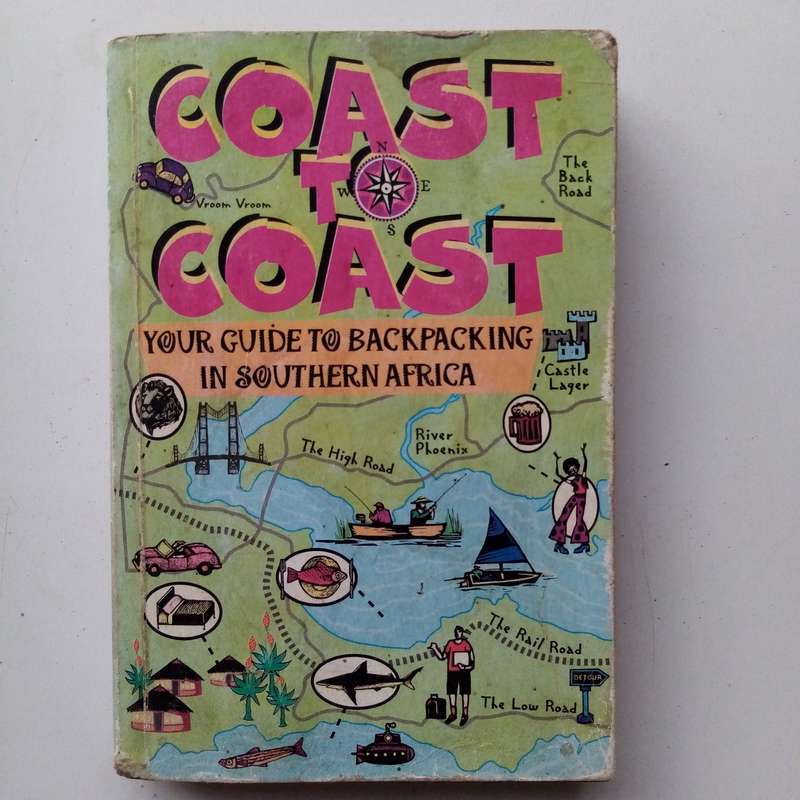 COAST
TO
COAST
N
W E
S
Vroom Vroom
The
Back
Road
YOUR GUIDE TO BACKPACKING
IN SOUTHERN AFRICA
Castle
Lager
The High Road
River
Phoenix
The Rail Road
DETOUR
The Low Road